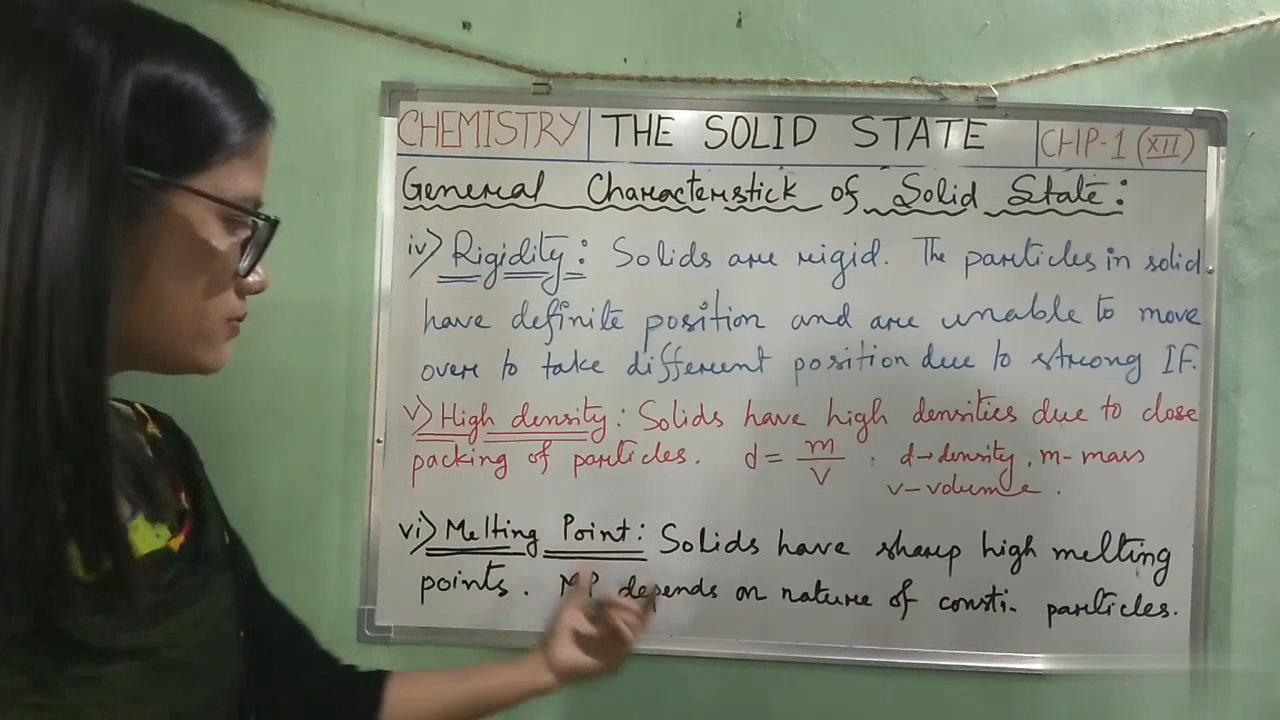 CHEMISTRY THE SOLID STATE CHP-1 (XII)
General Characterstick of Solid State:
iv) Rigidity: Solids are rigid. The particles in solid
have definite position and are unable to move
over to take different position due to strong IF.
v) High density: Solids have high densities due to close
packing of particles. d = m/V, d→density, m-mass
v-volume.
vi) Melting Point: Solids have sharp high melting
points. MP depends on nature of consti. particles.